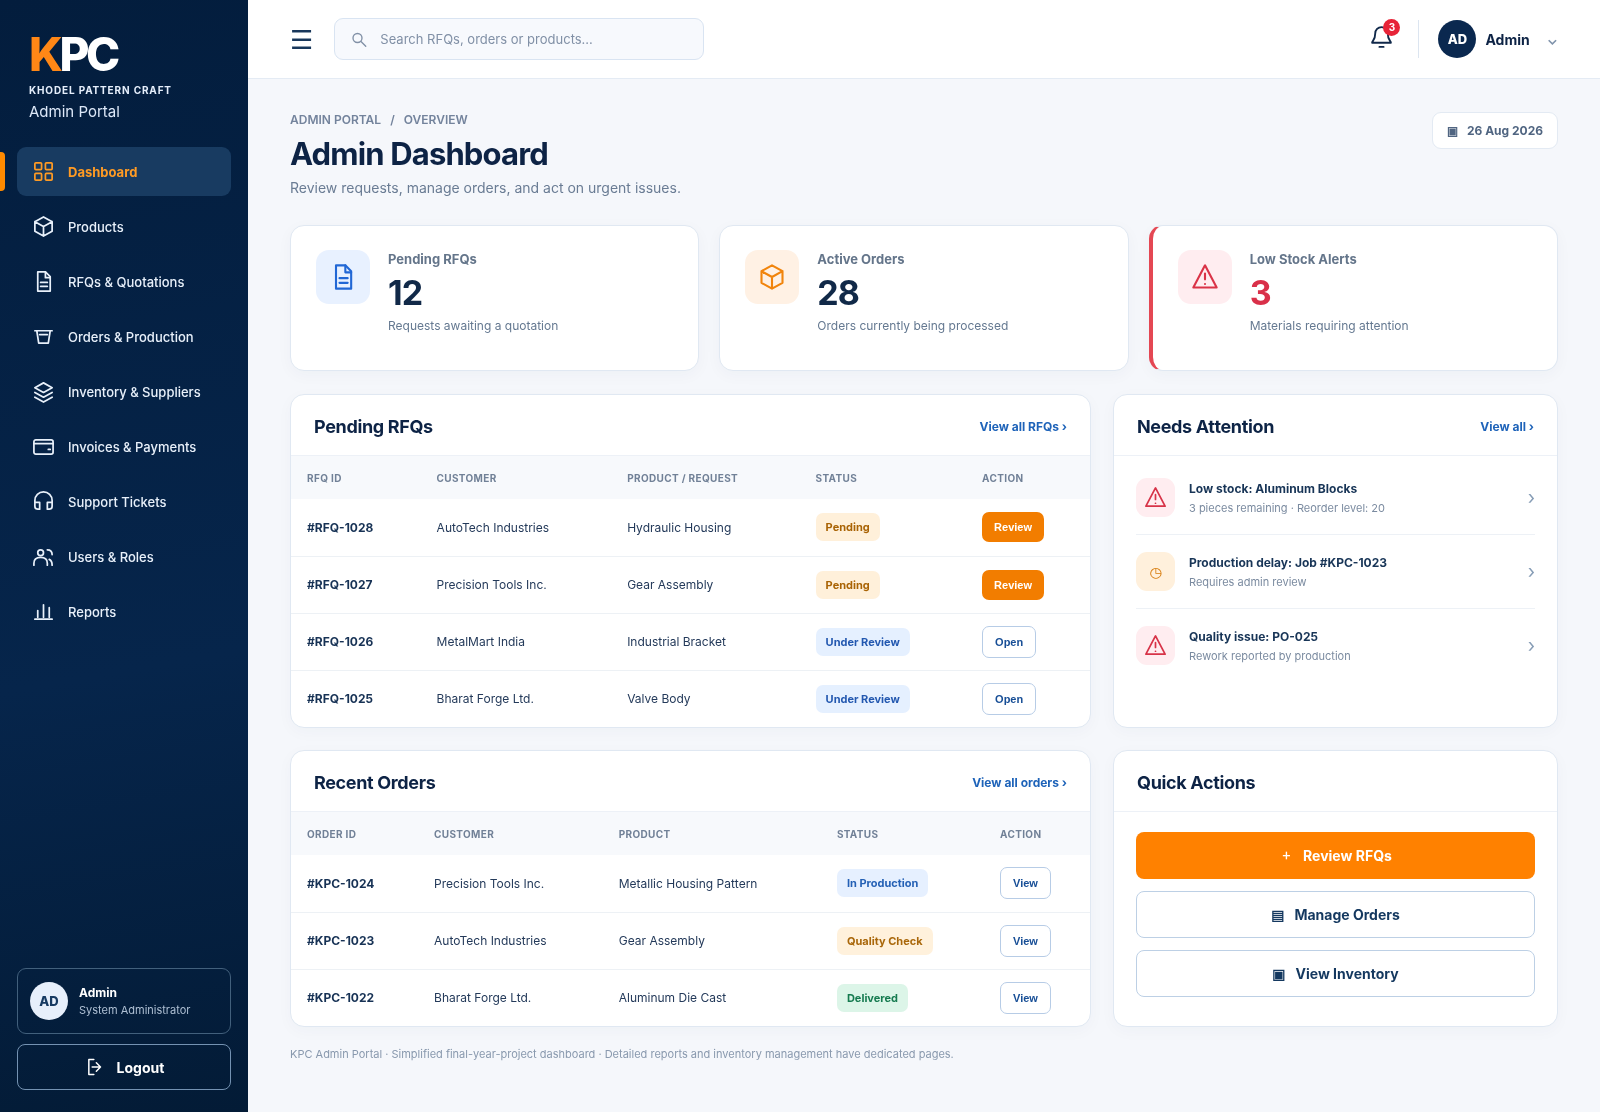 KPC
KHODEL PATTERN CRAFT
Admin Portal
Dashboard
Products
RFQs & Quotations
Orders & Production
Inventory & Suppliers
Invoices & Payments
Support Tickets
Users & Roles
Reports
AD
Admin
System Administrator
Logout
Search RFQs, orders or products...
3
AD Admin
ADMIN PORTAL / OVERVIEW
Admin Dashboard
Review requests, manage orders, and act on urgent issues.
26 Aug 2026
Pending RFQs
12
Requests awaiting a quotation
Active Orders
28
Orders currently being processed
Low Stock Alerts
3
Materials requiring attention
Pending RFQs View all RFQs ›
RFQ ID CUSTOMER PRODUCT / REQUEST STATUS ACTION
#RFQ-1028 AutoTech Industries Hydraulic Housing Pending Review
#RFQ-1027 Precision Tools Inc. Gear Assembly Pending Review
#RFQ-1026 MetalMart India Industrial Bracket Under Review Open
#RFQ-1025 Bharat Forge Ltd. Valve Body Under Review Open
Needs Attention View all ›
Low stock: Aluminum Blocks
3 pieces remaining · Reorder level: 20
Production delay: Job #KPC-1023
Requires admin review
Quality issue: PO-025
Rework reported by production
Recent Orders View all orders ›
ORDER ID CUSTOMER PRODUCT STATUS ACTION
#KPC-1024 Precision Tools Inc. Metallic Housing Pattern In Production View
#KPC-1023 AutoTech Industries Gear Assembly Quality Check View
#KPC-1022 Bharat Forge Ltd. Aluminum Die Cast Delivered View
Quick Actions
+ Review RFQs
Manage Orders
View Inventory
KPC Admin Portal · Simplified final-year-project dashboard · Detailed reports and inventory management have dedicated pages.